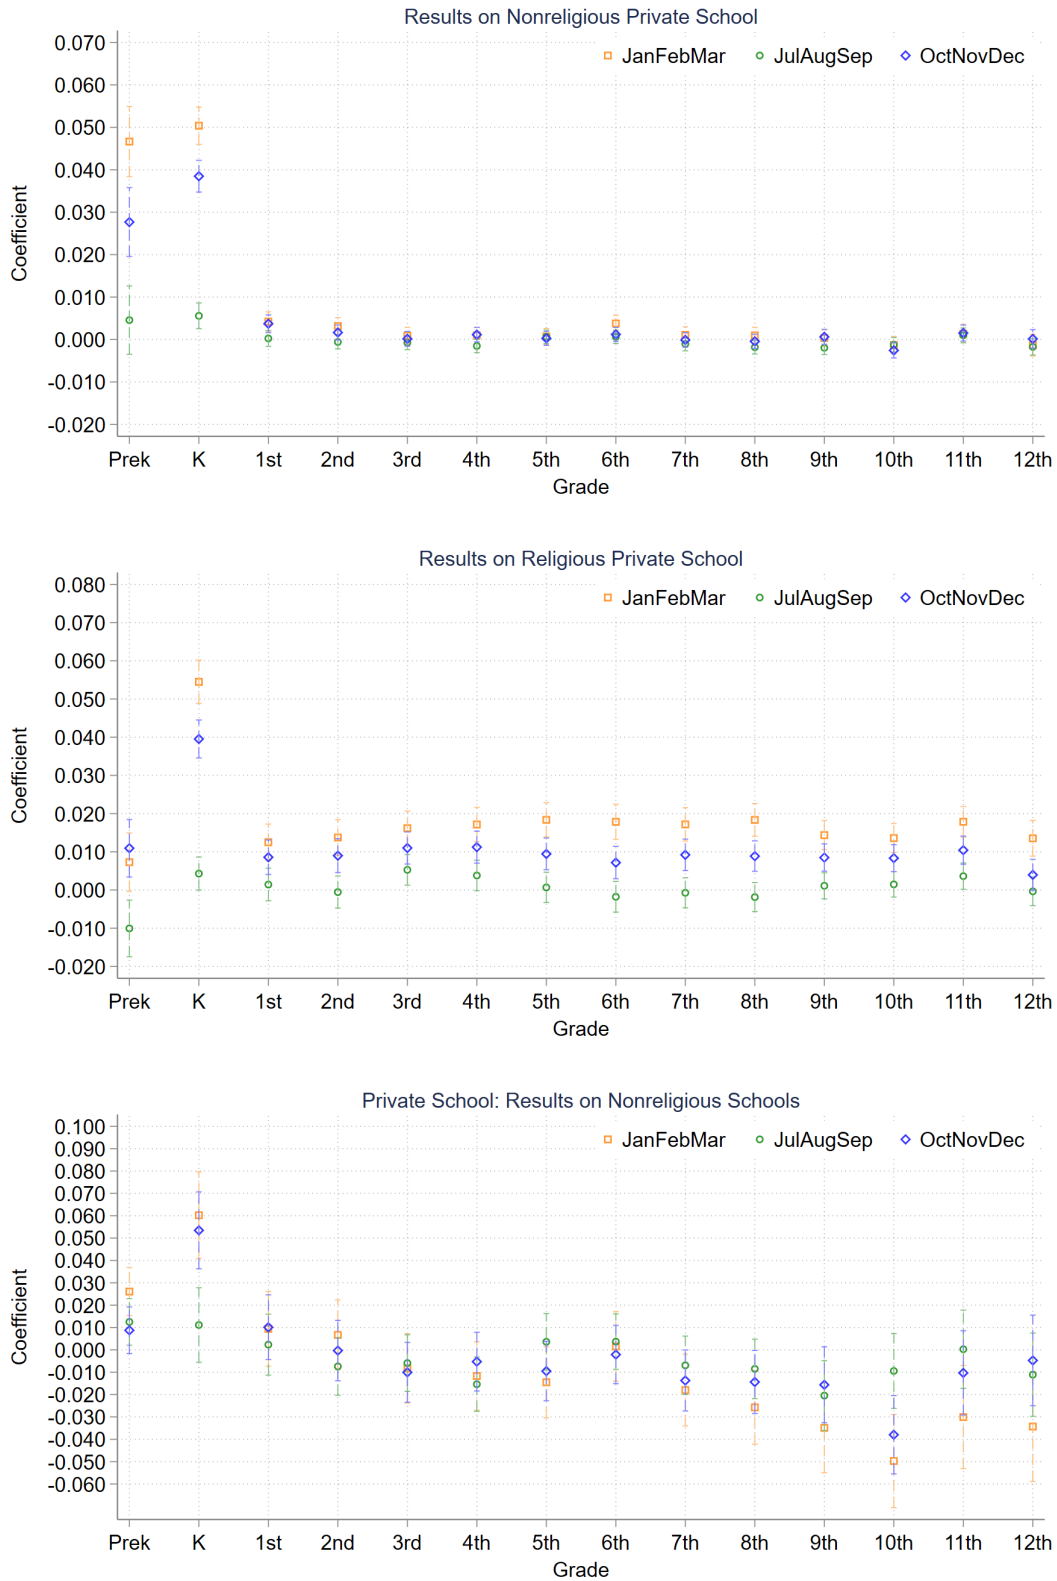 Results on Nonreligious Private School
JanFebMar JulAugSep OctNovDec
0.070
0.060
0.050
0.040
0.030
0.020
0.010
0.000
-0.010
-0.020
Coefficient
Prek K 1st 2nd 3rd 4th 5th 6th 7th 8th 9th 10th 11th 12th
Grade
Results on Religious Private School
JanFebMar JulAugSep OctNovDec
0.080
0.070
0.060
0.050
0.040
0.030
0.020
0.010
0.000
-0.010
-0.020
Coefficient
Prek K 1st 2nd 3rd 4th 5th 6th 7th 8th 9th 10th 11th 12th
Grade
Private School: Results on Nonreligious Schools
JanFebMar JulAugSep OctNovDec
0.100
0.090
0.080
0.070
0.060
0.050
0.040
0.030
0.020
0.010
0.000
-0.010
-0.020
-0.030
-0.040
-0.050
-0.060
Coefficient
Prek K 1st 2nd 3rd 4th 5th 6th 7th 8th 9th 10th 11th 12th
Grade